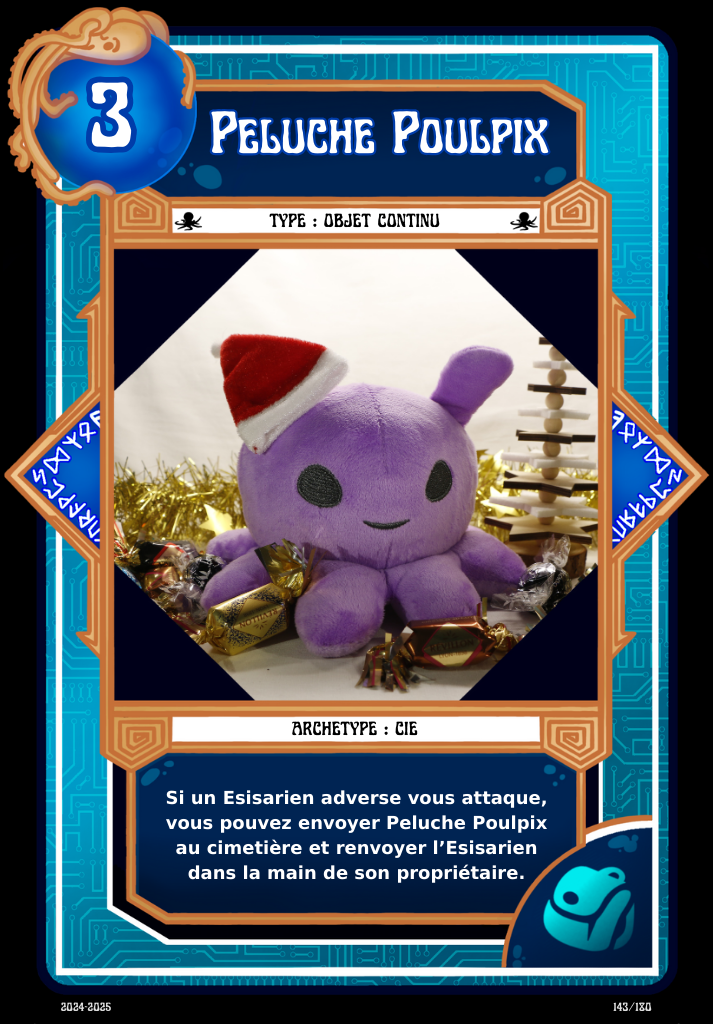 3
Peluche Poulpix
TYPE : OBJET CONTINU
ARCHETYPE : CIE
Si un Esisarien adverse vous attaque,
vous pouvez envoyer Peluche Poulpix
au cimetière et renvoyer l’Esisarien
dans la main de son propriétaire.
2024-2025
143/180